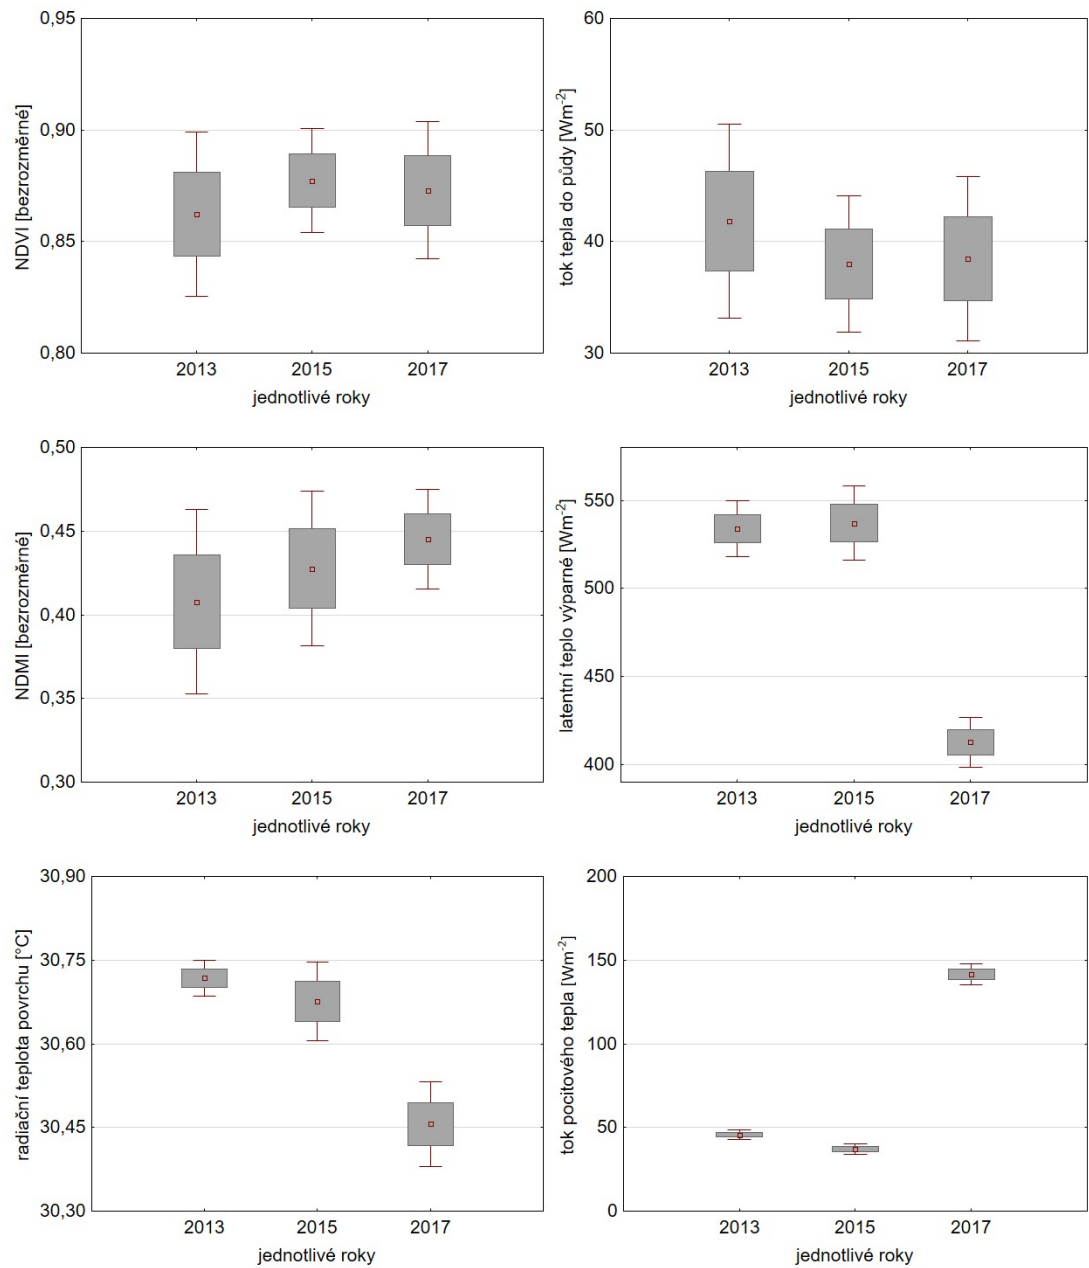 NDVI [bezrozměrné]
0,95
0,90
0,85
0,80
2013 2015 2017
jednotlivé roky
tok tepla do půdy [Wm⁻²]
60
50
40
30
2013 2015 2017
jednotlivé roky
NDMI [bezrozměrné]
0,50
0,45
0,40
0,35
0,30
2013 2015 2017
jednotlivé roky
latentní teplo výparné [Wm⁻²]
550
500
450
400
2013 2015 2017
jednotlivé roky
radiační teplota povrchu [°C]
30,90
30,75
30,60
30,45
30,30
2013 2015 2017
jednotlivé roky
tok pocitového tepla [Wm⁻²]
200
150
100
50
0
2013 2015 2017
jednotlivé roky